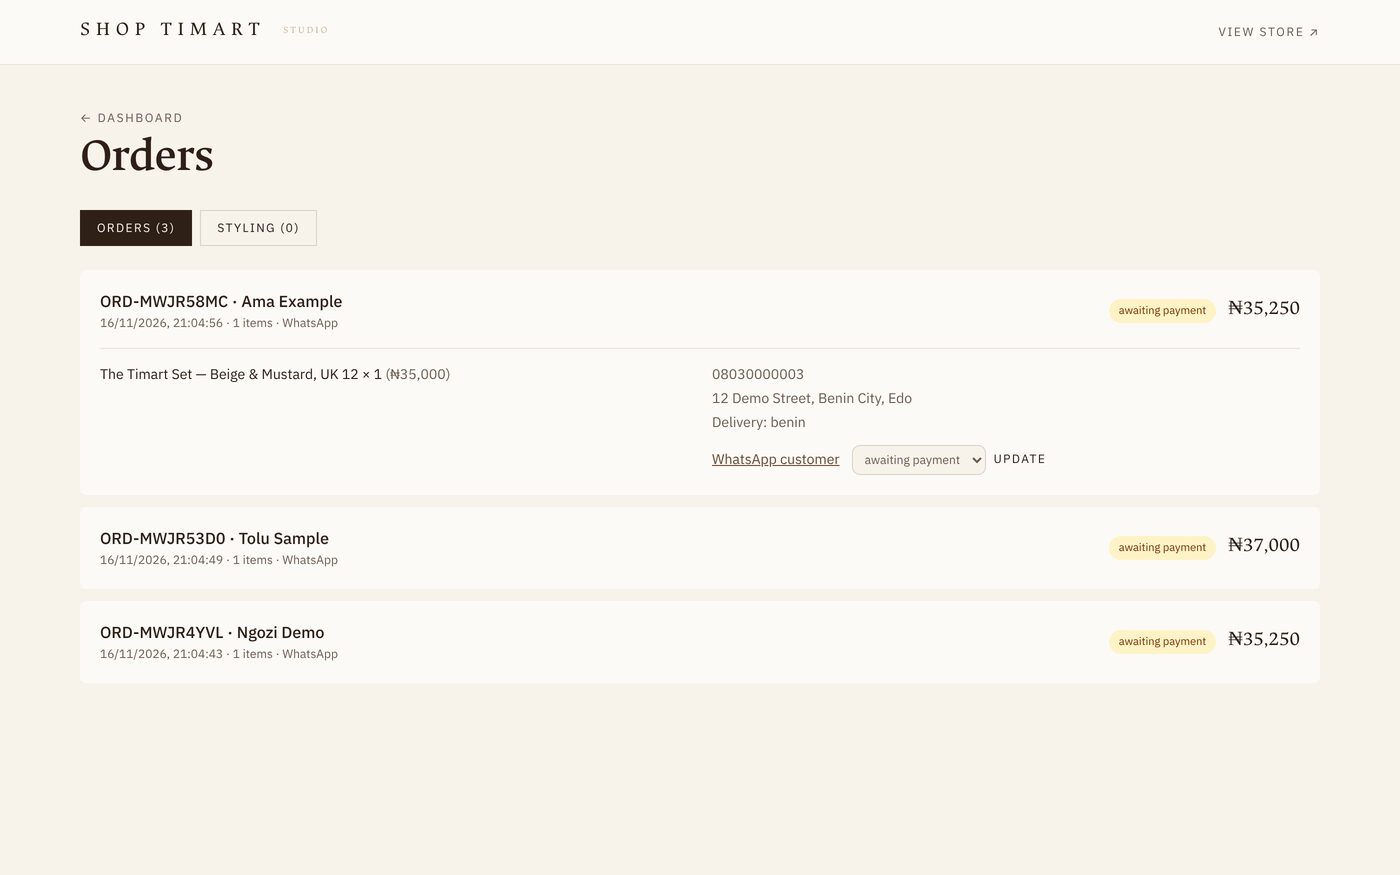 SHOP TIMART STUDIO
VIEW STORE ↗
← DASHBOARD
Orders
ORDERS (3)
STYLING (0)
ORD-MWJR58MC · Ama Example
16/11/2026, 21:04:56 · 1 items · WhatsApp
awaiting payment
₦35,250
The Timart Set — Beige & Mustard, UK 12 × 1 (₦35,000)
08030000003
12 Demo Street, Benin City, Edo
Delivery: benin
WhatsApp customer
awaiting payment
UPDATE
ORD-MWJR53D0 · Tolu Sample
16/11/2026, 21:04:49 · 1 items · WhatsApp
awaiting payment
₦37,000
ORD-MWJR4YVL · Ngozi Demo
16/11/2026, 21:04:43 · 1 items · WhatsApp
awaiting payment
₦35,250